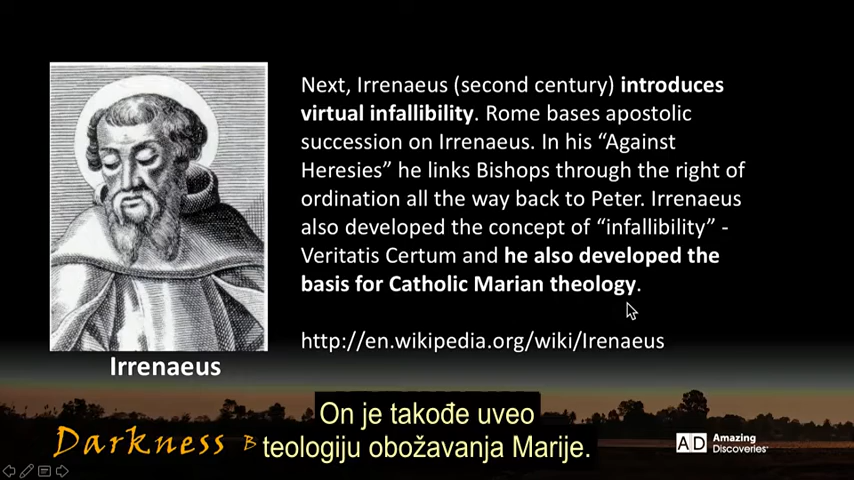 Next, Irrenaeus (second century) introduces
virtual infallibility. Rome bases apostolic
succession on Irrenaeus. In his “Against
Heresies” he links Bishops through the right of
ordination all the way back to Peter. Irrenaeus
also developed the concept of “infallibility” -
Veritatis Certum and he also developed the
basis for Catholic Marian theology.
http://en.wikipedia.org/wiki/Irenaeus
Irrenaeus
On je takođe uveo
teologiju obožavanja Marije.
Darkness B
AD Amazing
Discoveries